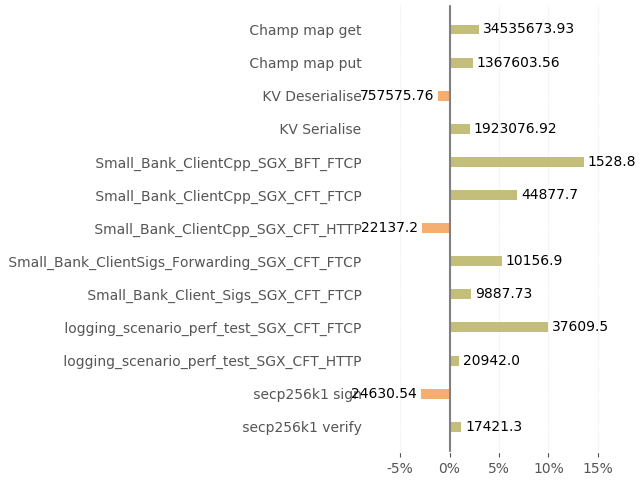 Champ map get 34535673.93
Champ map put 1367603.56
KV Deserialise 757575.76
KV Serialise 1923076.92
Small_Bank_ClientCpp_SGX_BFT_FTCP 1528.8
Small_Bank_ClientCpp_SGX_CFT_FTCP 44877.7
Small_Bank_ClientCpp_SGX_CFT_HTTP 22137.2
Small_Bank_ClientSigs_Forwarding_SGX_CFT_FTCP 10156.9
Small_Bank_Client_Sigs_SGX_CFT_FTCP 9887.73
logging_scenario_perf_test_SGX_CFT_FTCP 37609.5
logging_scenario_perf_test_SGX_CFT_HTTP 20942.0
secp256k1 sign 24630.54
secp256k1 verify 17421.3
-5% 0% 5% 10% 15%